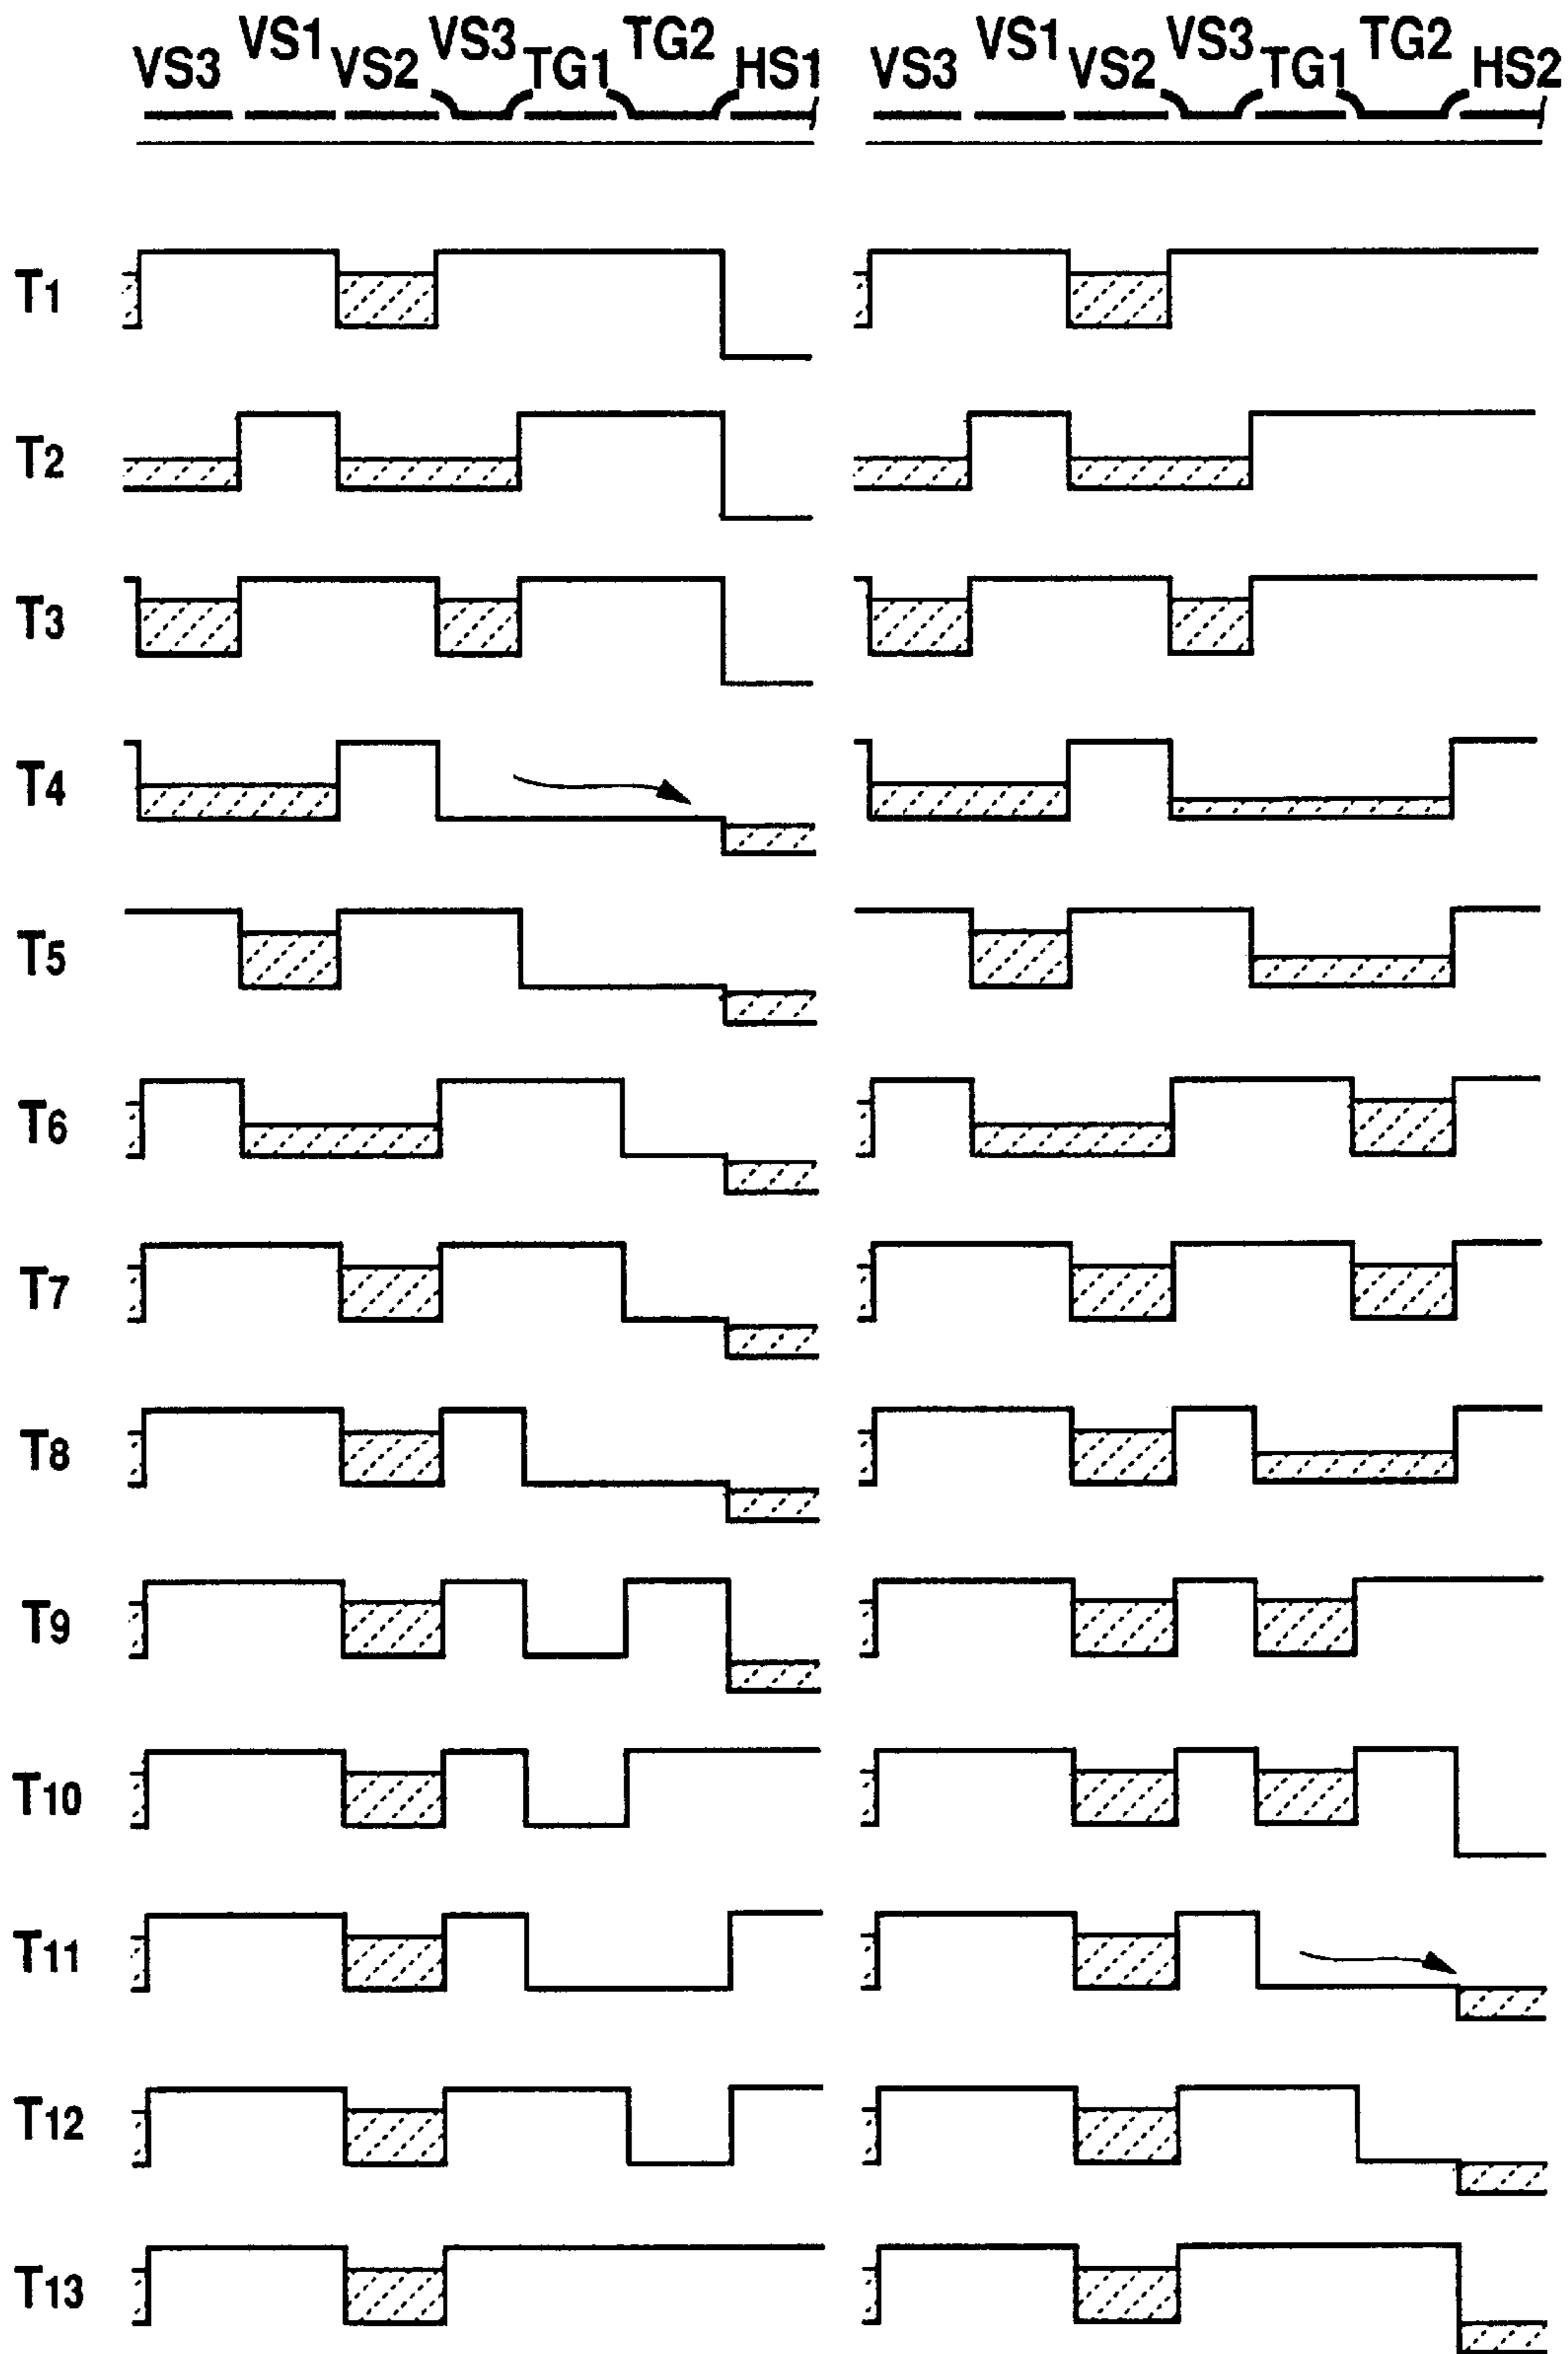 VS3 VS1 VS2 VS3 TG1 TG2 HS1 VS3 VS1 VS2 VS3 TG1 TG2 HS2
T1
T2
T3
T4
T5
T6
T7
T8
T9
T10
T11
T12
T13